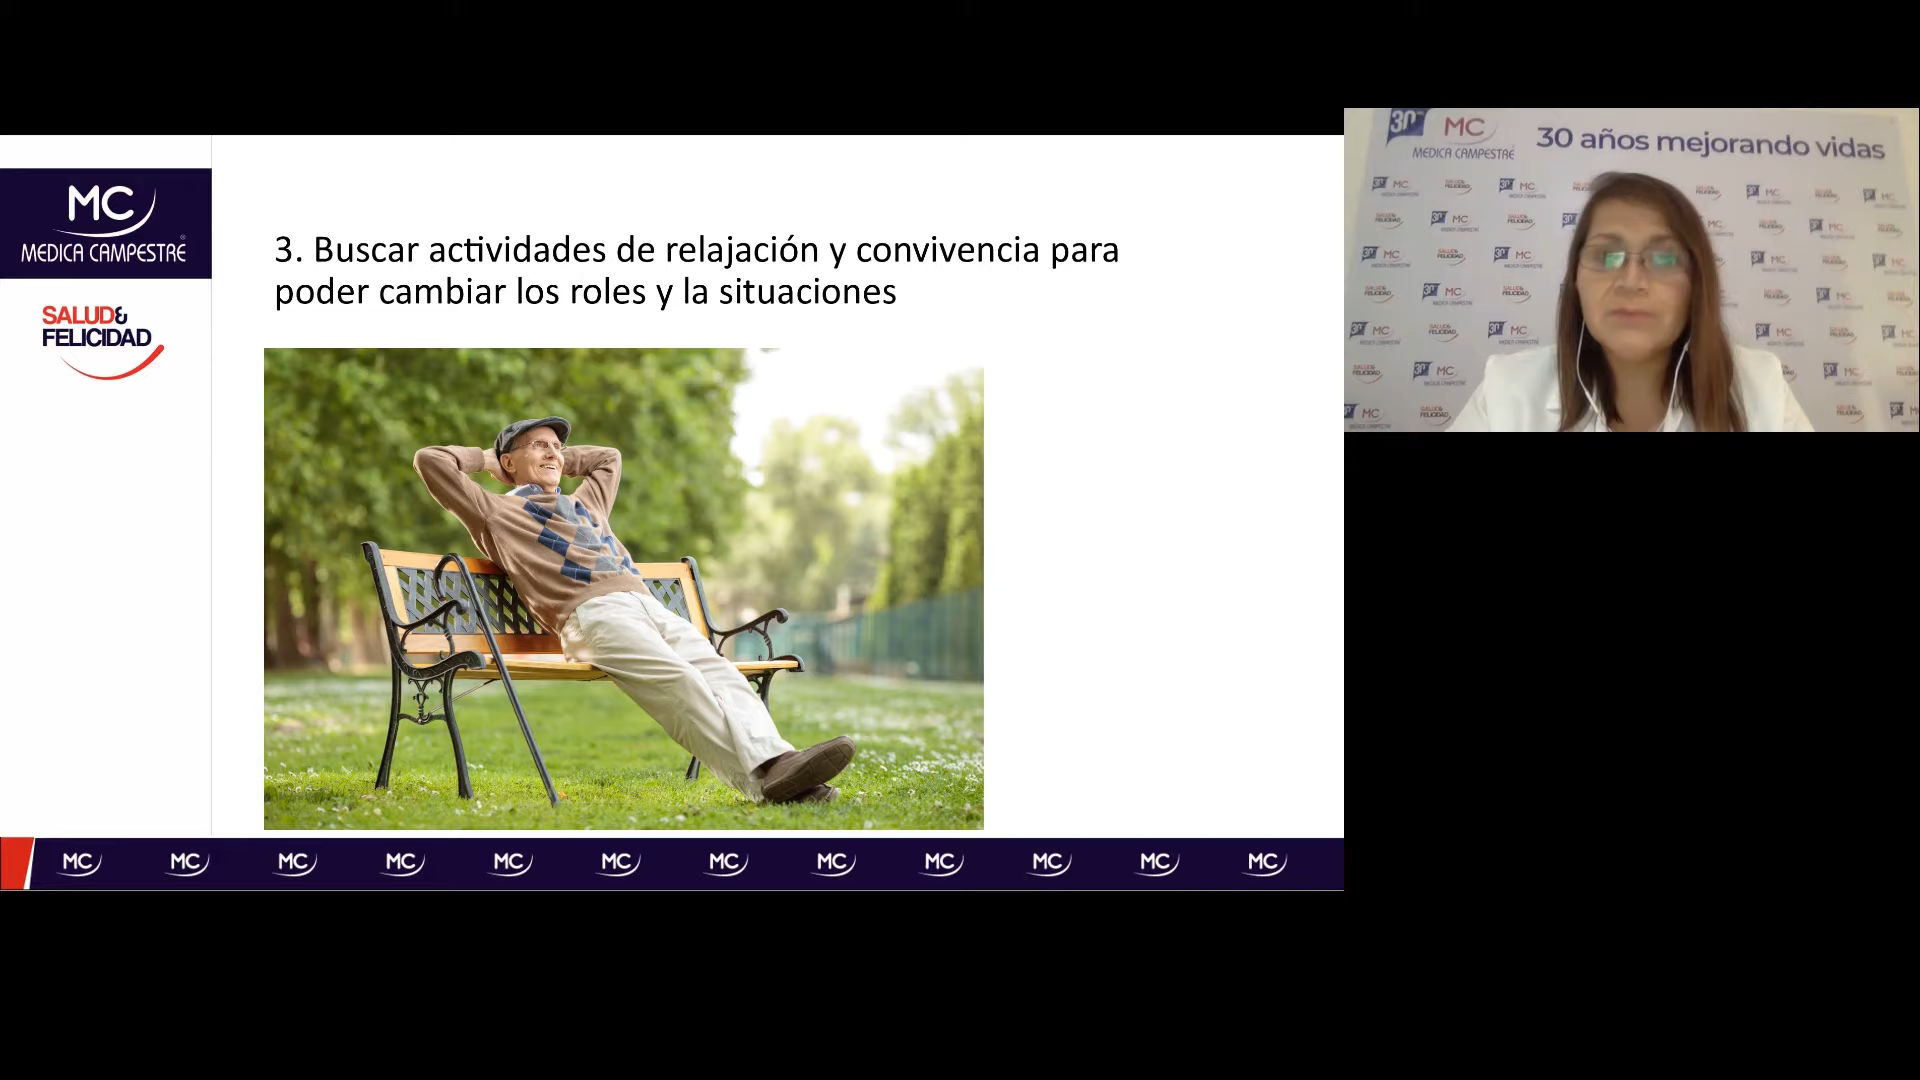 MC
MEDICA CAMPESTRE
SALUD&
FELICIDAD
3. Buscar actividades de relajación y convivencia para
poder cambiar los roles y la situaciones
MC MC MC MC MC MC MC MC MC MC MC MC
30
MC
MEDICA CAMPESTRE
30 años mejorando vidas